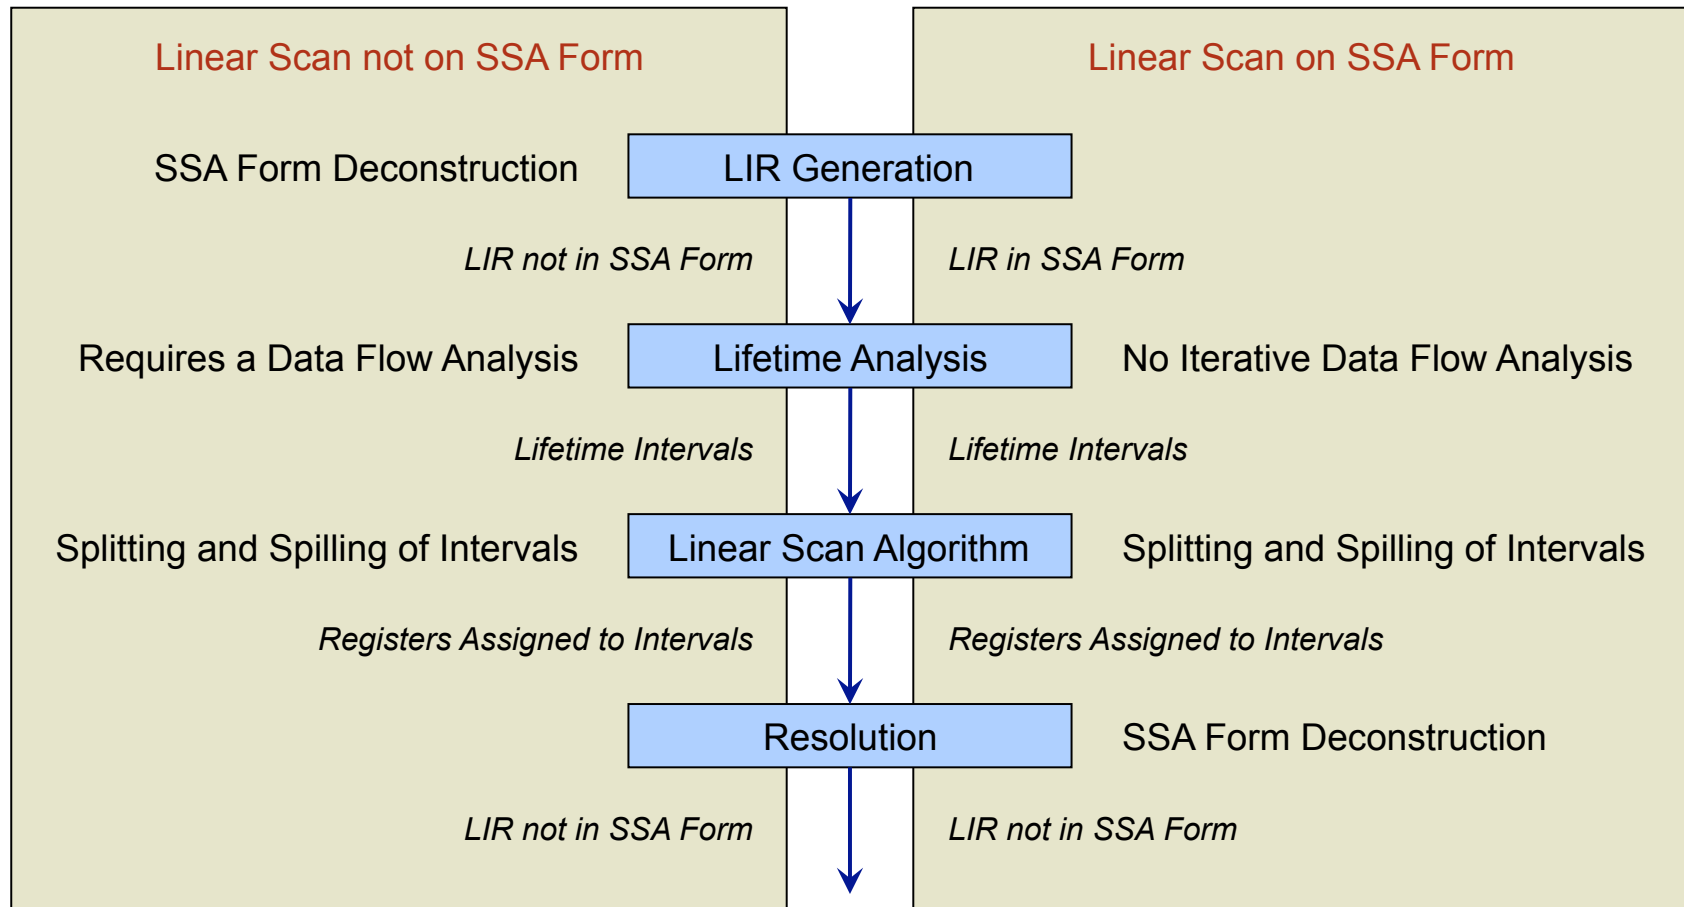 Linear Scan not on SSA Form
Linear Scan on SSA Form
SSA Form Deconstruction
LIR Generation
LIR not in SSA Form
LIR in SSA Form
Requires a Data Flow Analysis
Lifetime Analysis
No Iterative Data Flow Analysis
Lifetime Intervals
Lifetime Intervals
Splitting and Spilling of Intervals
Linear Scan Algorithm
Splitting and Spilling of Intervals
Registers Assigned to Intervals
Registers Assigned to Intervals
Resolution
SSA Form Deconstruction
LIR not in SSA Form
LIR not in SSA Form